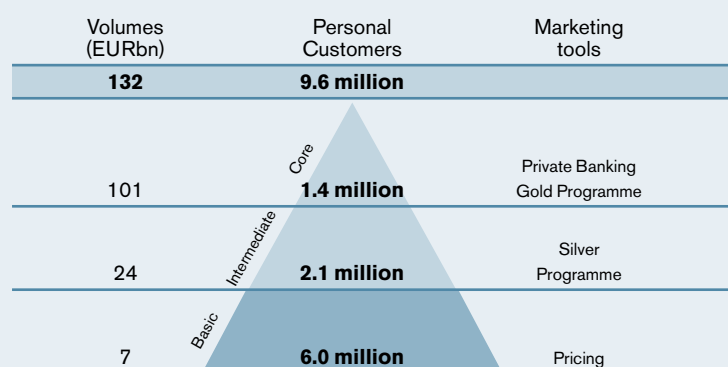 Volumes
(EURbn)
Personal
Customers
Marketing
tools
132
9.6 million
Core
101
1.4 million
Private Banking
Gold Programme
Intermediate
24
2.1 million
Silver
Programme
Basic
7
6.0 million
Pricing